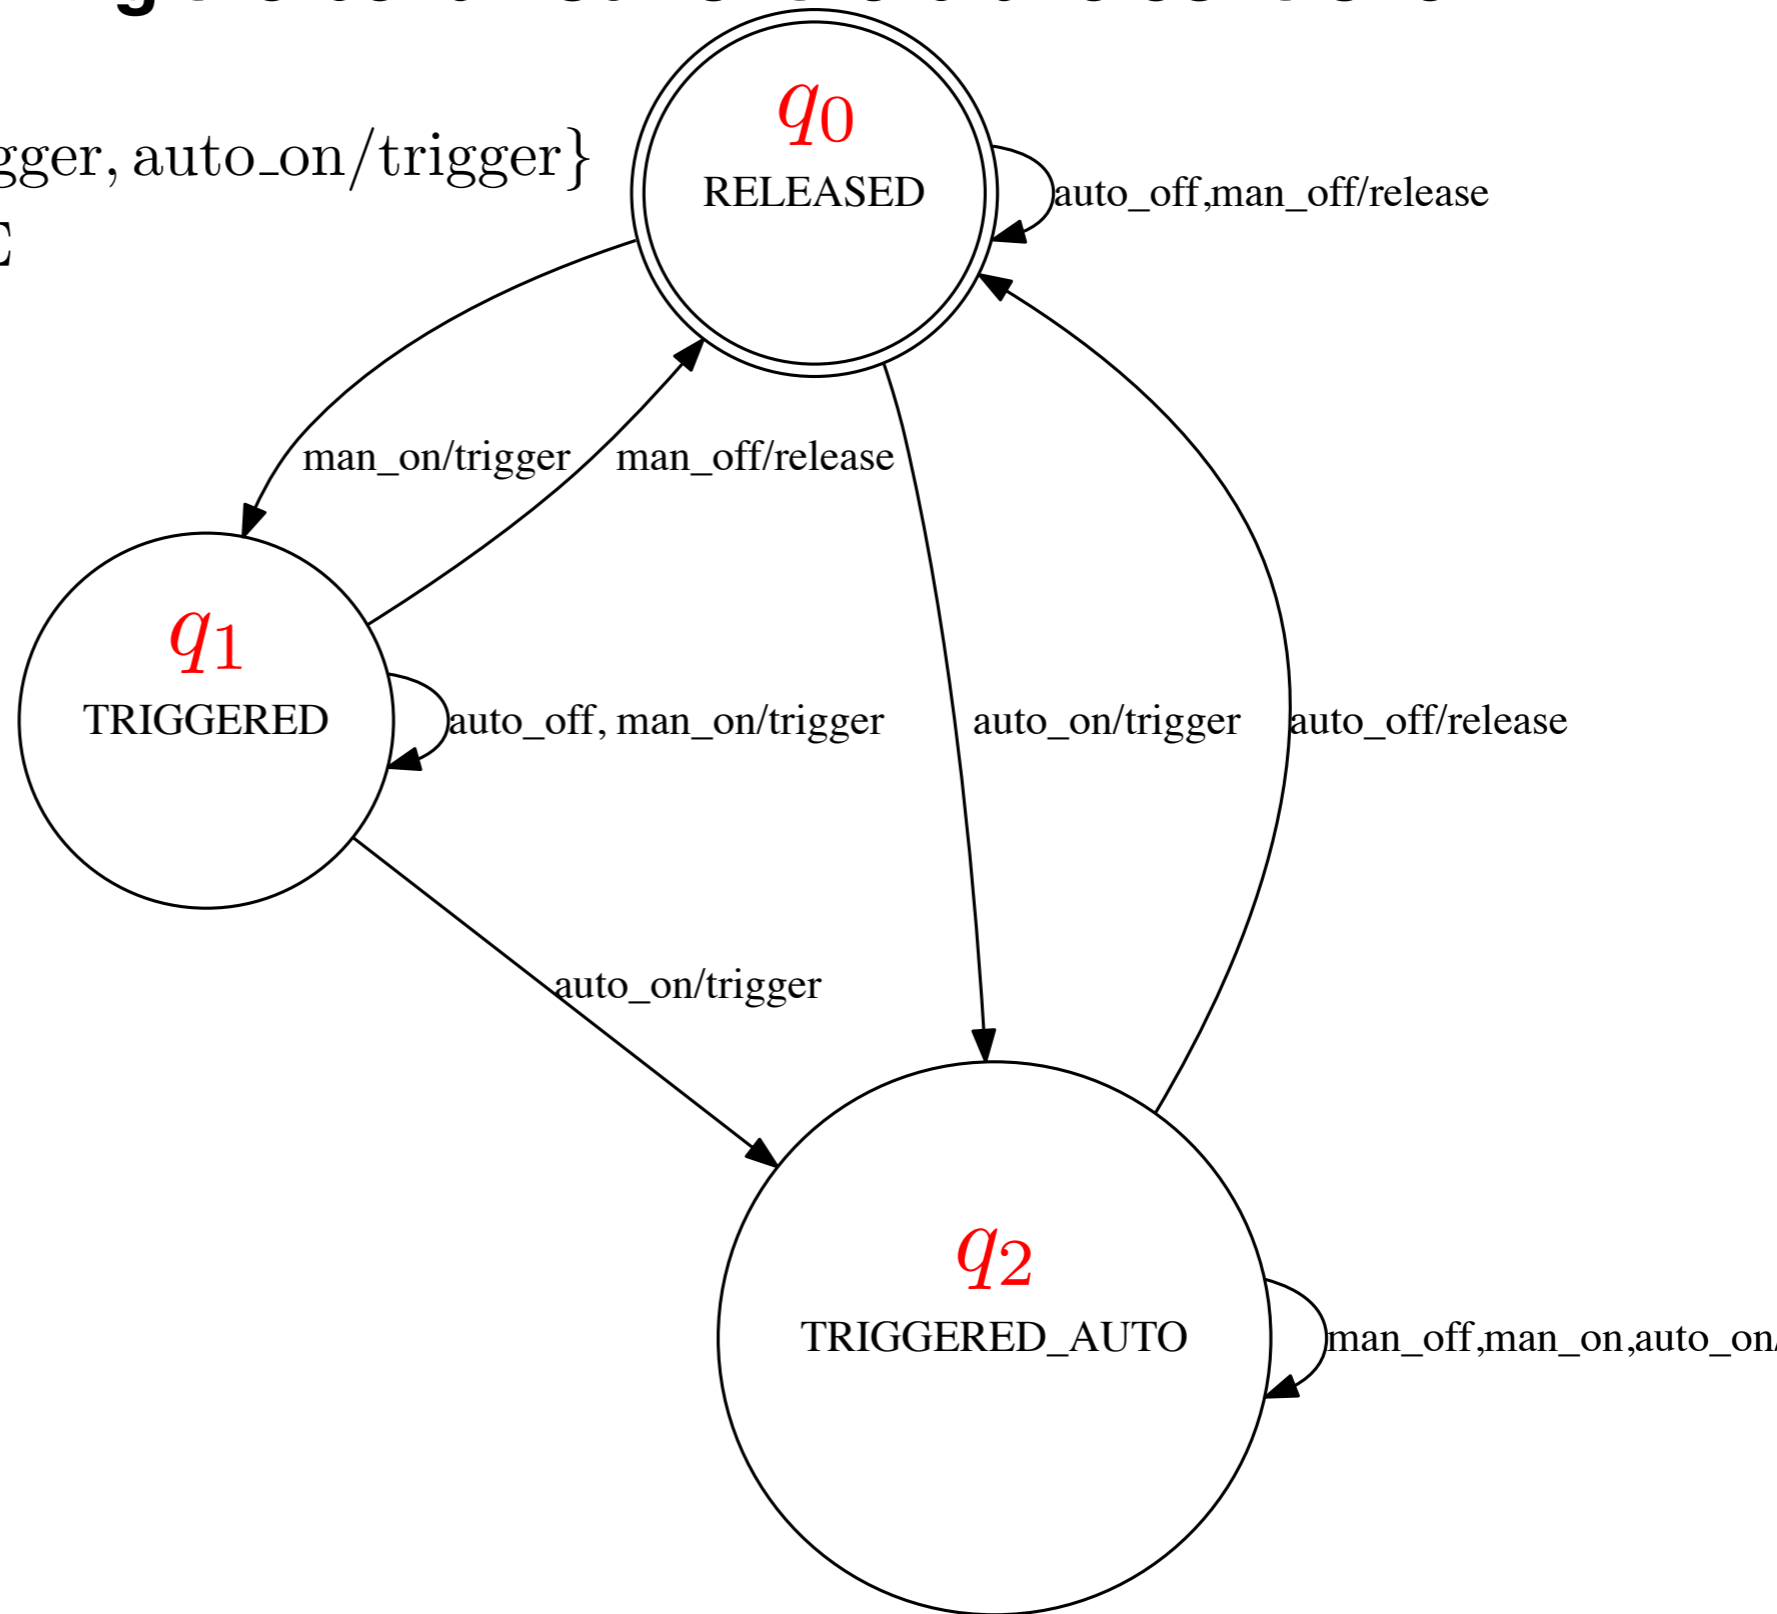 gger, auto_on/trigger}
q0
RELEASED
auto_off,man_off/release
man_on/trigger
man_off/release
q1
TRIGGERED
auto_off, man_on/trigger
auto_on/trigger
auto_off/release
auto_on/trigger
q2
TRIGGERED_AUTO
man_off,man_on,auto_on/